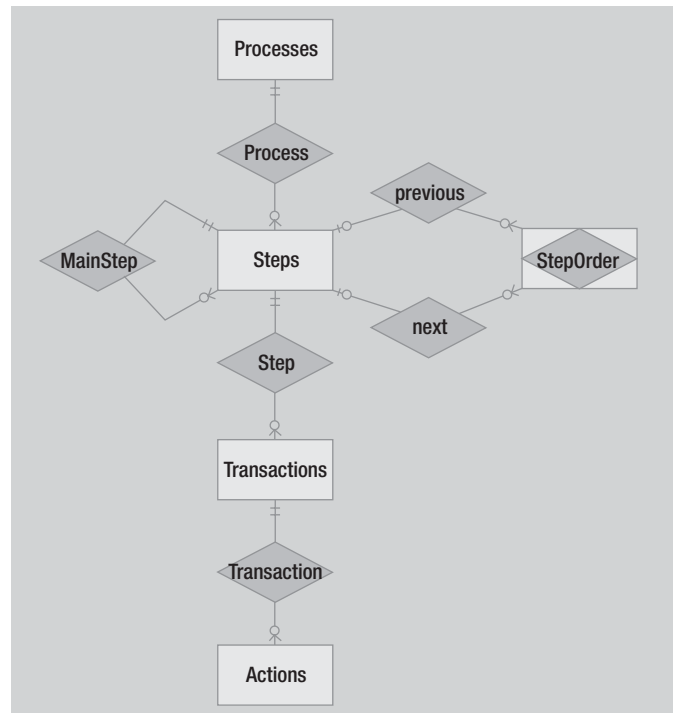 Processes
Process
previous
MainStep
Steps
StepOrder
next
Step
Transactions
Transaction
Actions